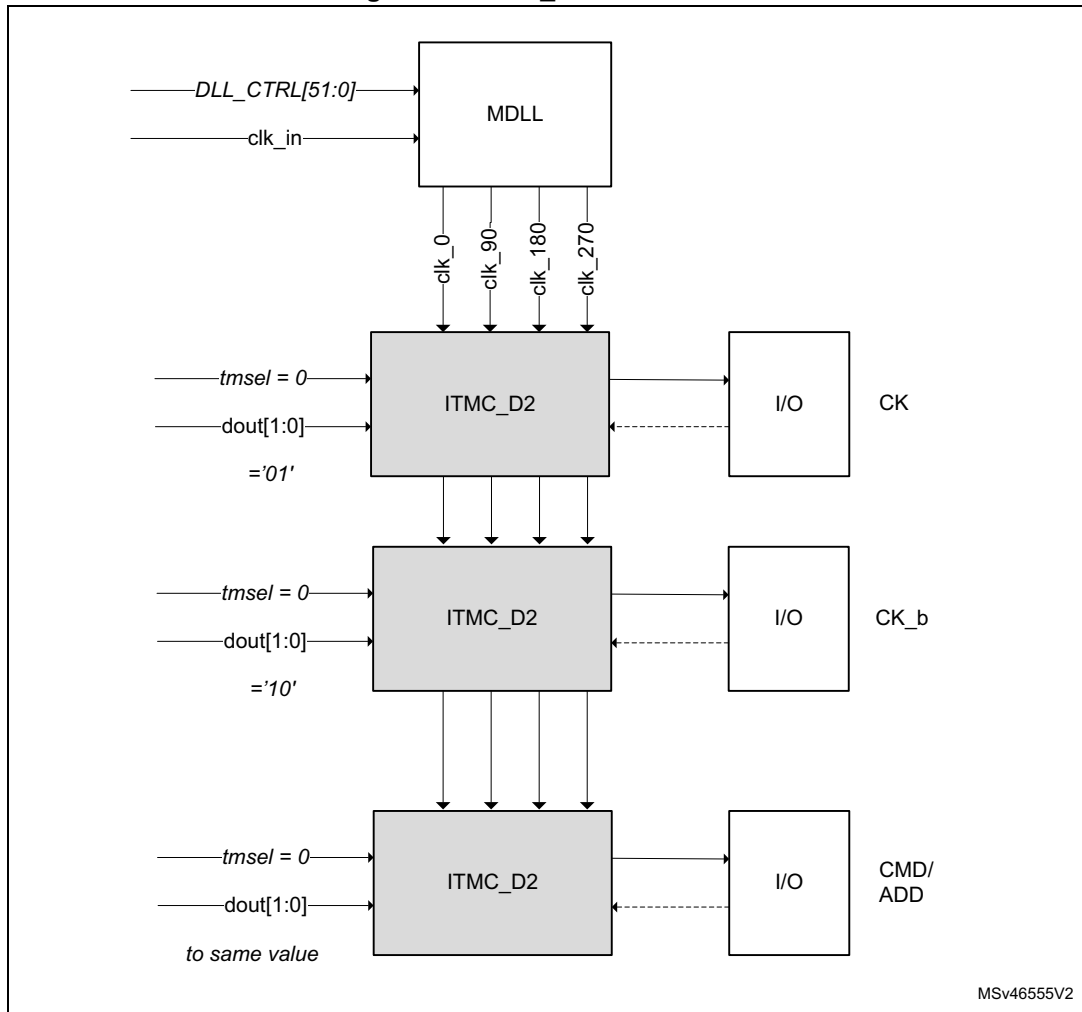 DLL_CTRL[51:0]
MDLL
clk_in
clk_0
clk_90
clk_180
clk_270
tmsel = 0
ITMC_D2
I/O
CK
dout[1:0]
='01'
tmsel = 0
ITMC_D2
I/O
CK_b
dout[1:0]
='10'
tmsel = 0
ITMC_D2
I/O
CMD/
ADD
dout[1:0]
to same value
MSv46555V2